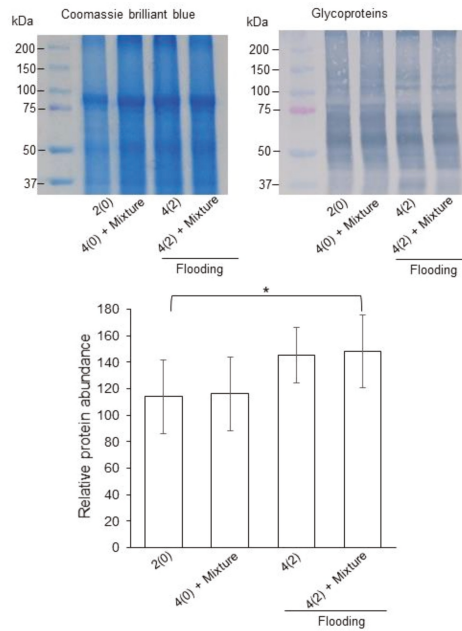 Coomassie brilliant blue
kDa
200
150
100
75
50
37
2(0)
4(0) + Mixture
4(2)
4(2) + Mixture
Flooding
Glycoproteins
kDa
200
150
100
75
50
37
2(0)
4(0) + Mixture
4(2)
4(2) + Mixture
Flooding
Relative protein abundance
180
160
140
120
100
80
60
40
20
0
*
2(0)
4(0) + Mixture
4(2)
4(2) + Mixture
Flooding